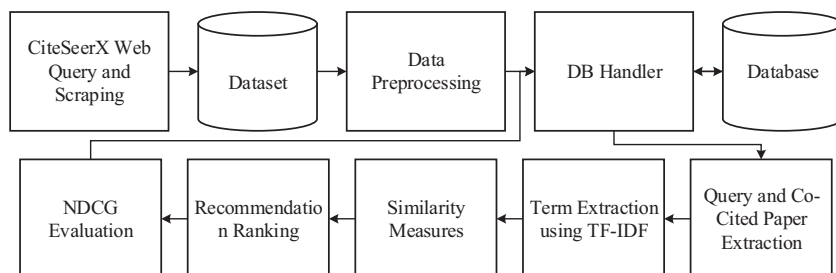 CiteSeerX Web
Query and
Scraping
Dataset
Data
Preprocessing
DB Handler
Database
NDCG
Evaluation
Recommendatio
n Ranking
Similarity
Measures
Term Extraction
using TF-IDF
Query and Co-
Cited Paper
Extraction